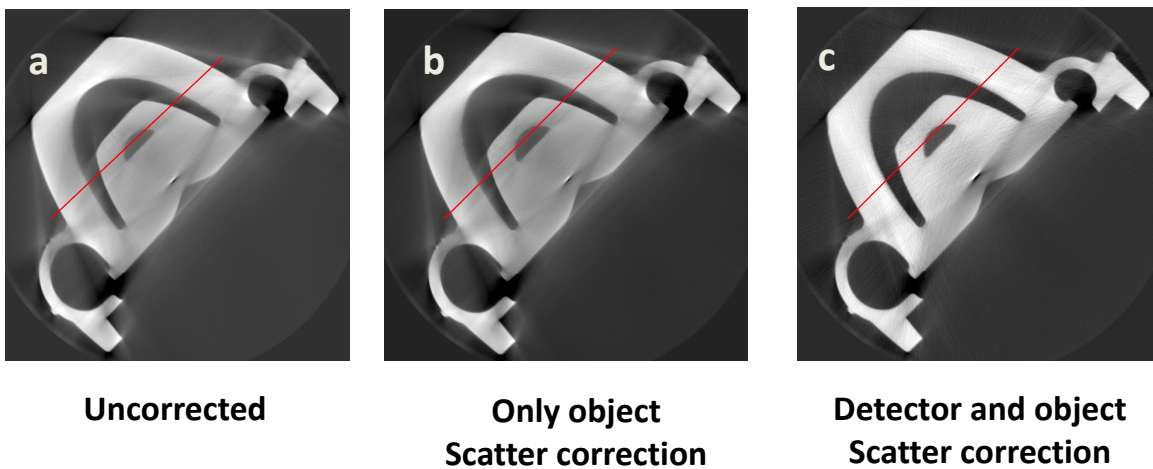 a
b
c
Uncorrected
Only object
Scatter correction
Detector and object
Scatter correction